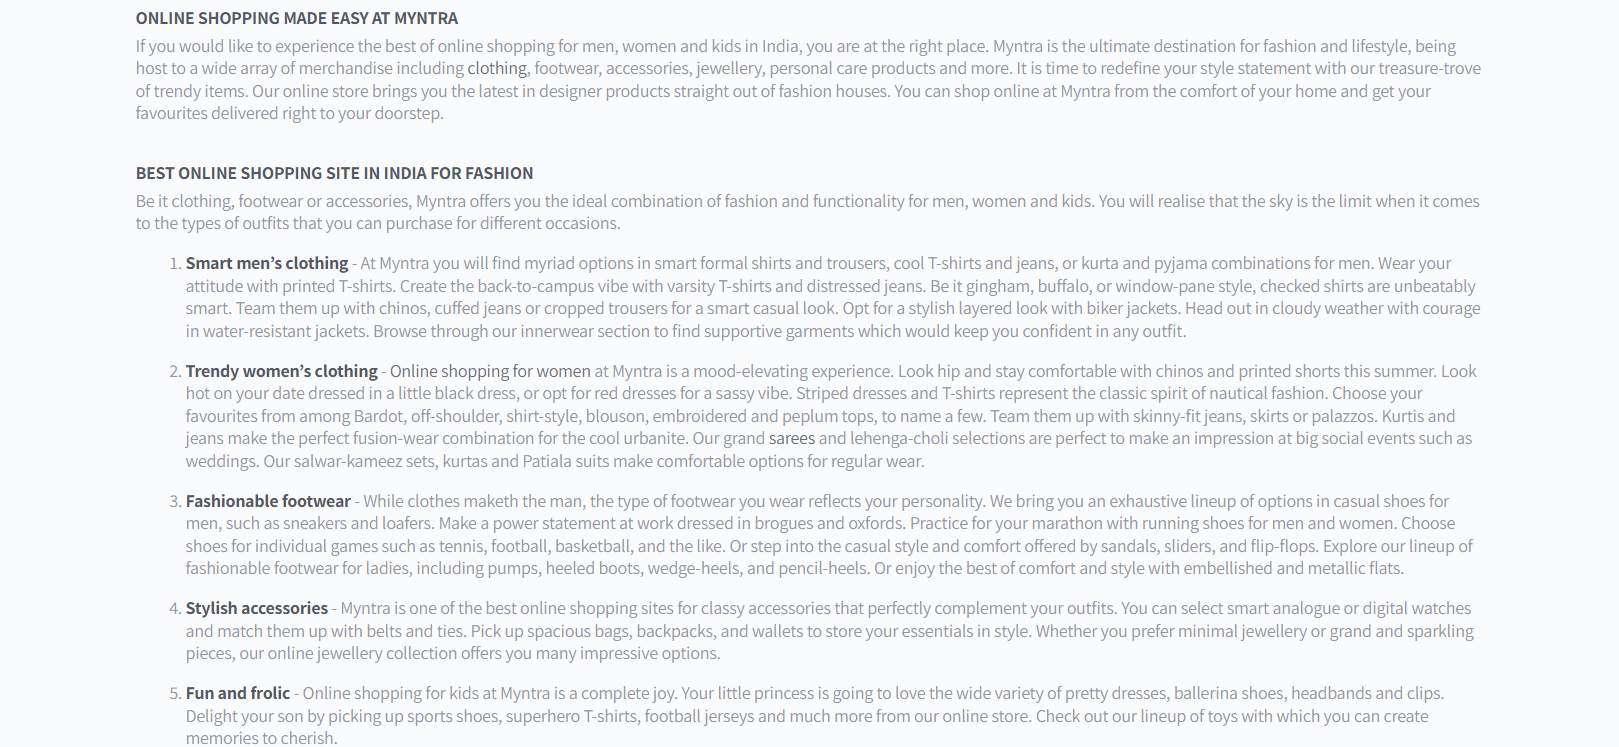 ONLINE SHOPPING MADE EASY AT MYNTRA
If you would like to experience the best of online shopping for men, women and kids in India, you are at the right place. Myntra is the ultimate destination for fashion and lifestyle, being
host to a wide array of merchandise including clothing, footwear, accessories, jewellery, personal care products and more. It is time to redefine your style statement with our treasure-trove
of trendy items. Our online store brings you the latest in designer products straight out of fashion houses. You can shop online at Myntra from the comfort of your home and get your
favourites delivered right to your doorstep.
BEST ONLINE SHOPPING SITE IN INDIA FOR FASHION
Be it clothing, footwear or accessories, Myntra offers you the ideal combination of fashion and functionality for men, women and kids. You will realise that the sky is the limit when it comes
to the types of outfits that you can purchase for different occasions.
1. Smart men’s clothing - At Myntra you will find myriad options in smart formal shirts and trousers, cool T-shirts and jeans, or kurta and pyjama combinations for men. Wear your
attitude with printed T-shirts. Create the back-to-campus vibe with varsity T-shirts and distressed jeans. Be it gingham, buffalo, or window-pane style, checked shirts are unbeatably
smart. Team them up with chinos, cuffed jeans or cropped trousers for a smart casual look. Opt for a stylish layered look with biker jackets. Head out in cloudy weather with courage
in water-resistant jackets. Browse through our innerwear section to find supportive garments which would keep you confident in any outfit.
2. Trendy women’s clothing - Online shopping for women at Myntra is a mood-elevating experience. Look hip and stay comfortable with chinos and printed shorts this summer. Look
hot on your date dressed in a little black dress, or opt for red dresses for a sassy vibe. Striped dresses and T-shirts represent the classic spirit of nautical fashion. Choose your
favourites from among Bardot, off-shoulder, shirt-style, blouson, embroidered and peplum tops, to name a few. Team them up with skinny-fit jeans, skirts or palazzos. Kurtis and
jeans make the perfect fusion-wear combination for the cool urbanite. Our grand sarees and lehenga-choli selections are perfect to make an impression at big social events such as
weddings. Our salwar-kameez sets, kurtas and Patiala suits make comfortable options for regular wear.
3. Fashionable footwear - While clothes maketh the man, the type of footwear you wear reflects your personality. We bring you an exhaustive lineup of options in casual shoes for
men, such as sneakers and loafers. Make a power statement at work dressed in brogues and oxfords. Practice for your marathon with running shoes for men and women. Choose
shoes for individual games such as tennis, football, basketball, and the like. Or step into the casual style and comfort offered by sandals, sliders, and flip-flops. Explore our lineup of
fashionable footwear for ladies, including pumps, heeled boots, wedge-heels, and pencil-heels. Or enjoy the best of comfort and style with embellished and metallic flats.
4. Stylish accessories - Myntra is one of the best online shopping sites for classy accessories that perfectly complement your outfits. You can select smart analogue or digital watches
and match them up with belts and ties. Pick up spacious bags, backpacks, and wallets to store your essentials in style. Whether you prefer minimal jewellery or grand and sparkling
pieces, our online jewellery collection offers you many impressive options.
5. Fun and frolic - Online shopping for kids at Myntra is a complete joy. Your little princess is going to love the wide variety of pretty dresses, ballerina shoes, headbands and clips.
Delight your son by picking up sports shoes, superhero T-shirts, football jerseys and much more from our online store. Check out our lineup of toys with which you can create
memories to cherish.